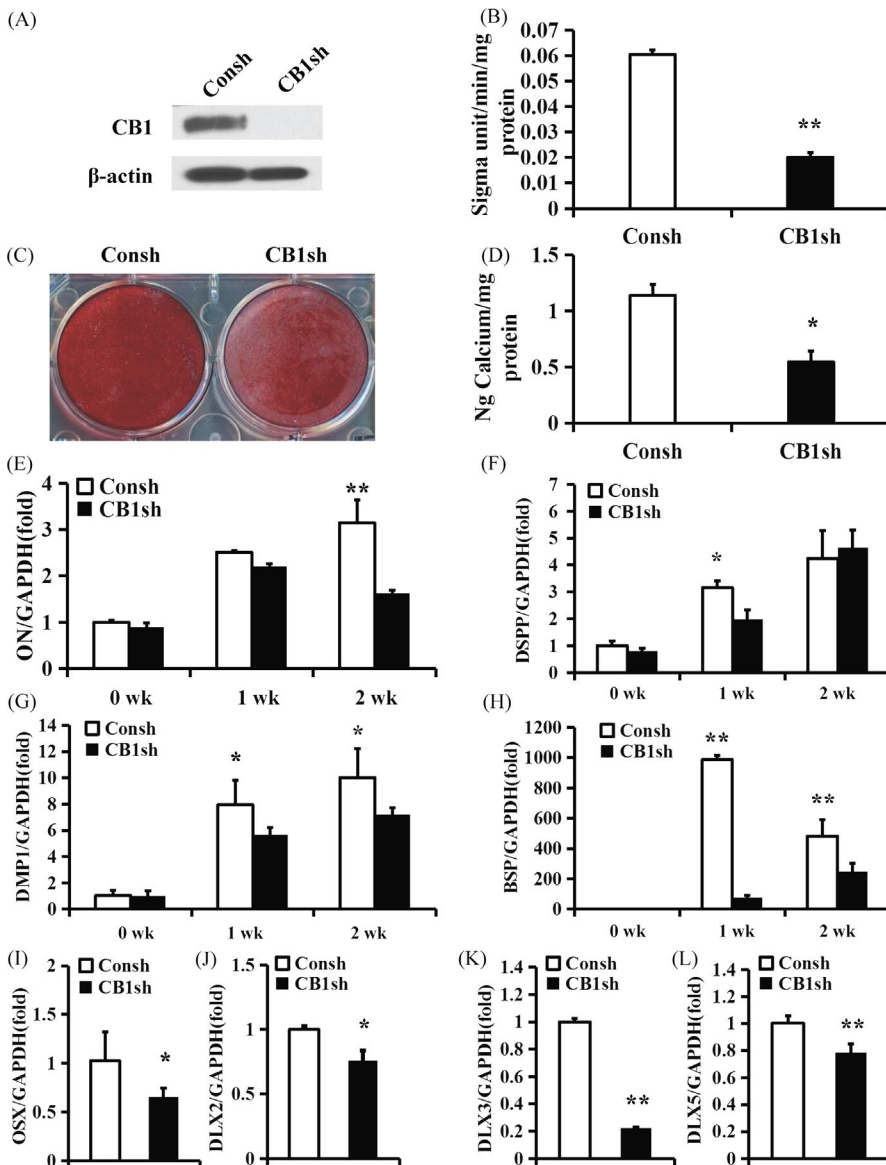 (A)
Consh CB1sh
CB1
β-actin
(B)
Sigma unit/min/mg
protein
0.07
0.06
0.05
0.04
0.03
0.02
0.01
0
**
Consh CB1sh
(C)
Consh CB1sh
(D)
Ng Calcium/mg
protein
1.5
1
0.5
0
*
Consh CB1sh
(E)
ON/GAPDH(fold)
4
3
2
1
0
Consh
CB1sh
**
0 wk 1 wk 2 wk
(F)
DSPP/GAPDH(fold)
7
6
5
4
3
2
1
0
Consh
CB1sh
*
0 wk 1 wk 2 wk
(G)
DMP1/GAPDH(fold)
14
12
10
8
6
4
2
0
Consh
CB1sh
*
*
0 wk 1 wk 2 wk
(H)
BSP/GAPDH(fold)
1200
1000
800
600
400
200
0
Consh
CB1sh
**
**
0 wk 1 wk 2 wk
(I)
OSX/GAPDH(fold)
2
1.5
1
0.5
0
Consh
CB1sh
*
(J)
DLX2/GAPDH(fold)
1.5
1
0.5
0
Consh
CB1sh
*
(K)
DLX3/GAPDH(fold)
1.4
1.2
1
0.8
0.6
0.4
0.2
0
Consh
CB1sh
**
(L)
DLX5/GAPDH(fold)
1.4
1.2
1
0.8
0.6
0.4
0.2
0
Consh
CB1sh
**